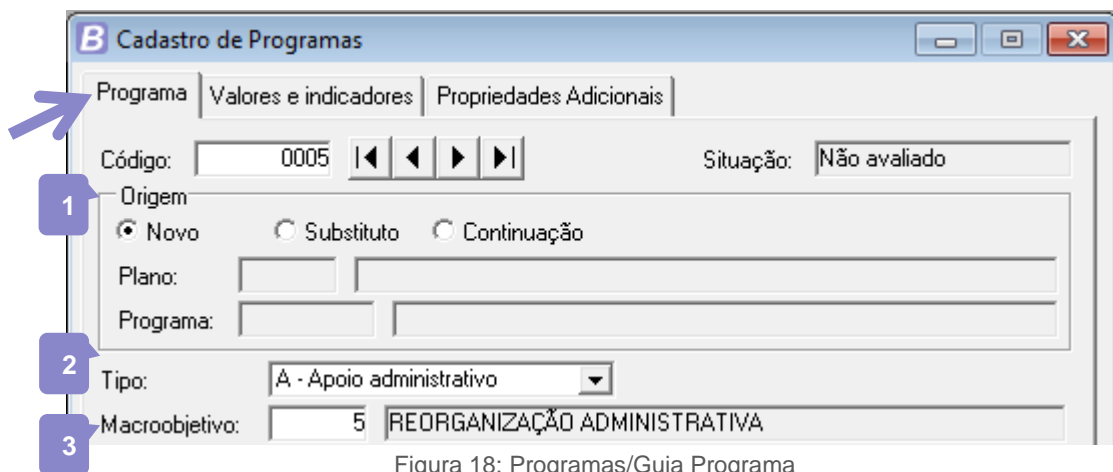 B Cadastro de Programas
Programa Valores e indicadores Propriedades Adicionais
Código: 0005 Situação: Não avaliado
1 Origem
Novo Substituto Continuação
Plano:
Programa:
2 Tipo: A - Apoio administrativo
3 Macroobjetivo: 5 REORGANIZAÇÃO ADMINISTRATIVA
Figura 18: Programas/Guia Programa